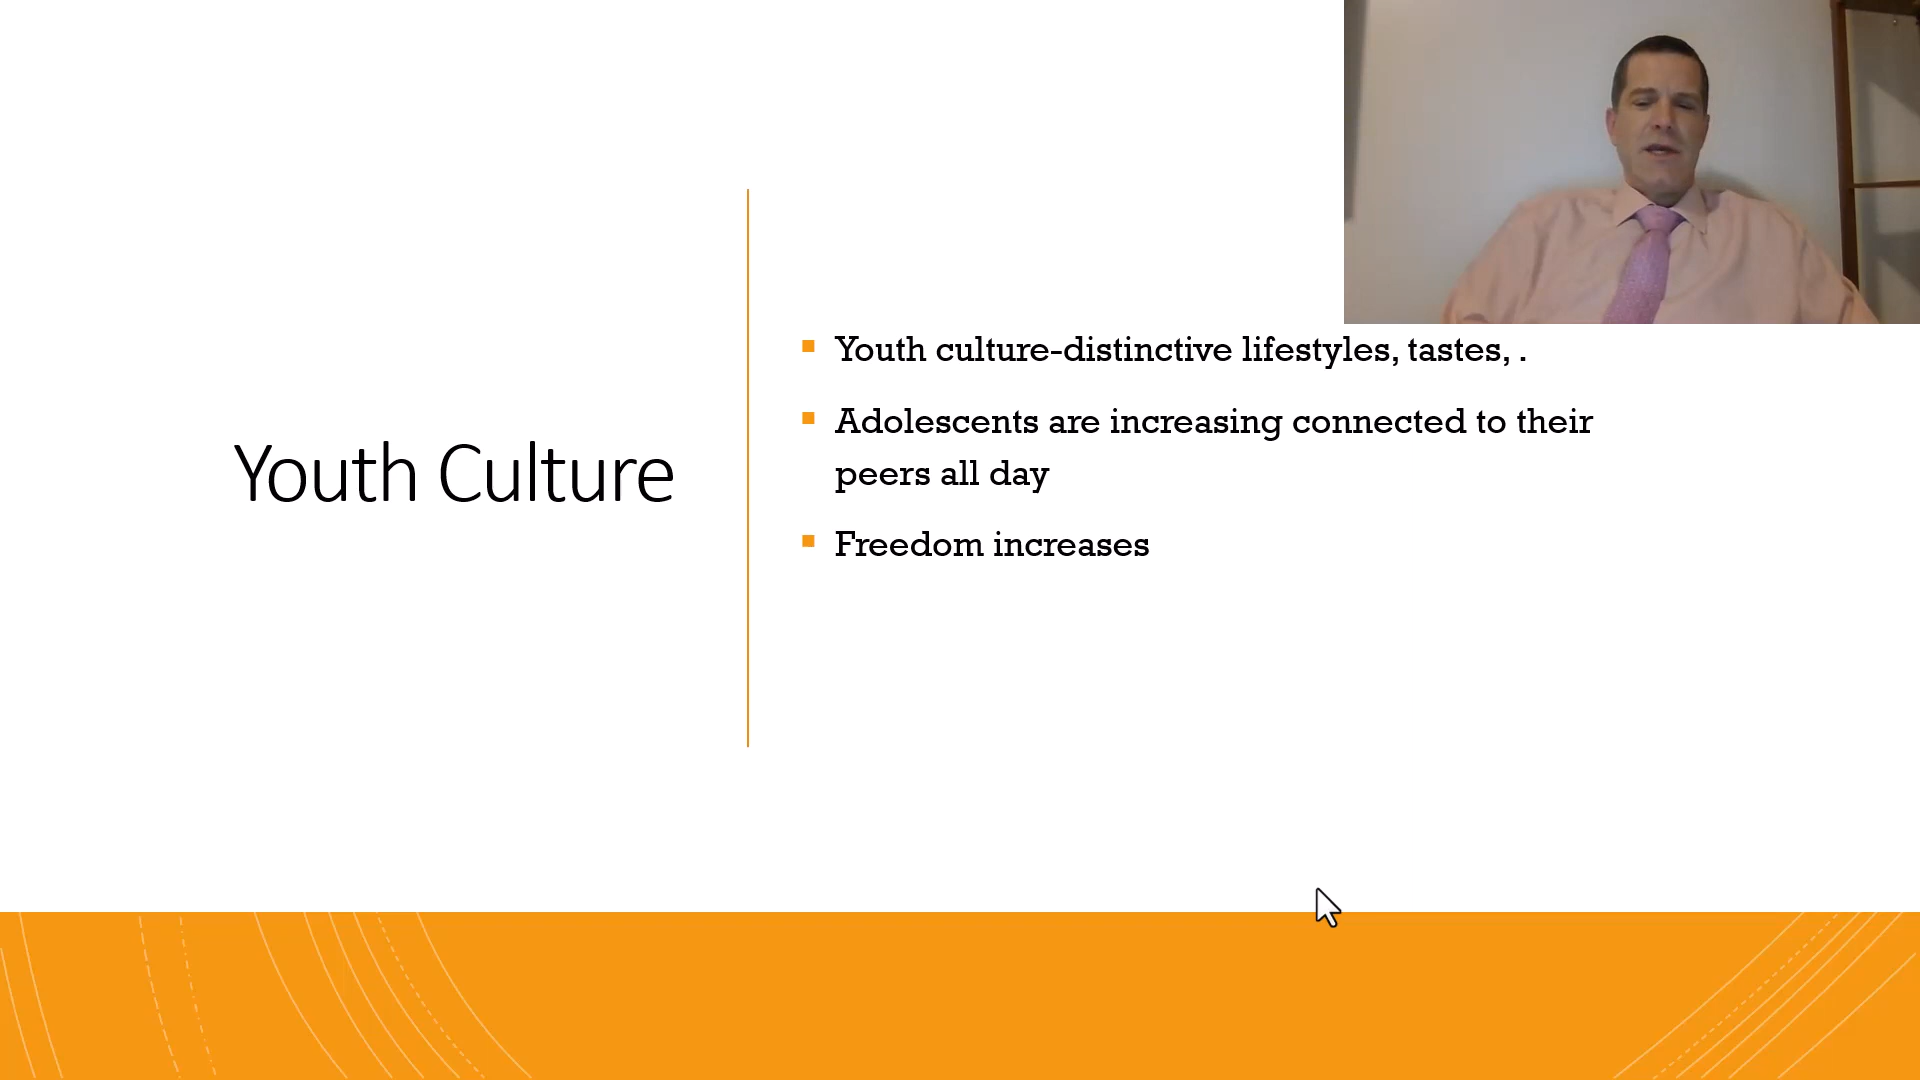 Youth Culture
Youth culture-distinctive lifestyles, tastes, .
Adolescents are increasing connected to their
peers all day
Freedom increases